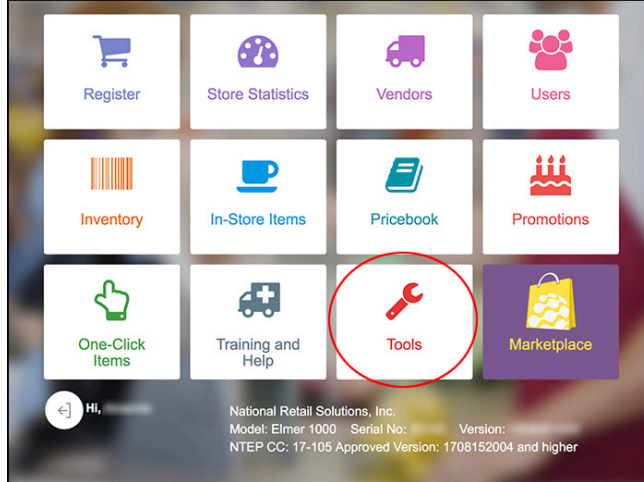 Register
Store Statistics
Vendors
Users
Inventory
In-Store Items
Pricebook
Promotions
One-Click
Items
Training and
Help
Tools
Marketplace
Hi,
National Retail Solutions, Inc.
Model: Elmer 1000 Serial No: Version:
NTEP CC: 17-105 Approved Version: 1708152004 and higher